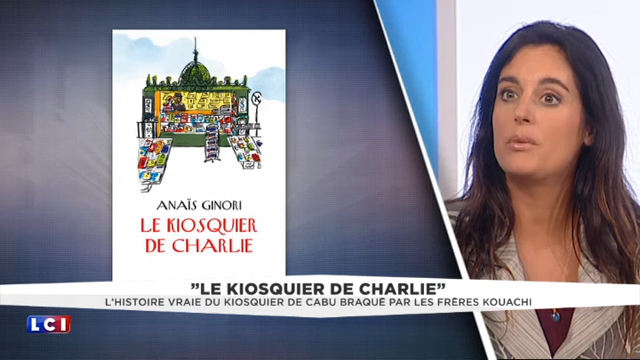 ANAÏS GINORI
LE KIOSQUIER
DE CHARLIE
”LE KIOSQUIER DE CHARLIE”
L'HISTOIRE VRAIE DU KIOSQUIER DE CABU BRAQUÉ PAR LES FRÈRES KOUACHI
LCI